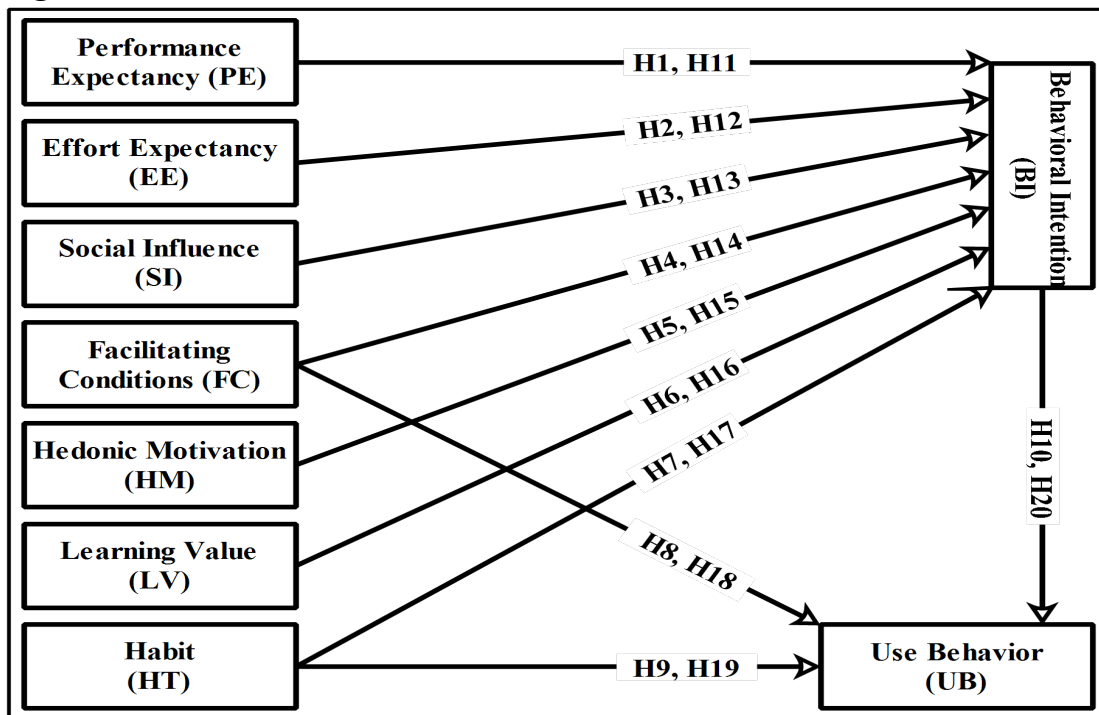 Performance
Expectancy (PE)
H1, H11
Behavioral Intention
(BI)
Effort Expectancy
(EE)
H2, H12
Social Influence
(SI)
H3, H13
Facilitating
Conditions (FC)
H4, H14
Hedonic Motivation
(HM)
H5, H15
Learning Value
(LV)
H6, H16
H7, H17
H10, H20
H8, H18
Habit
(HT)
H9, H19
Use Behavior
(UB)